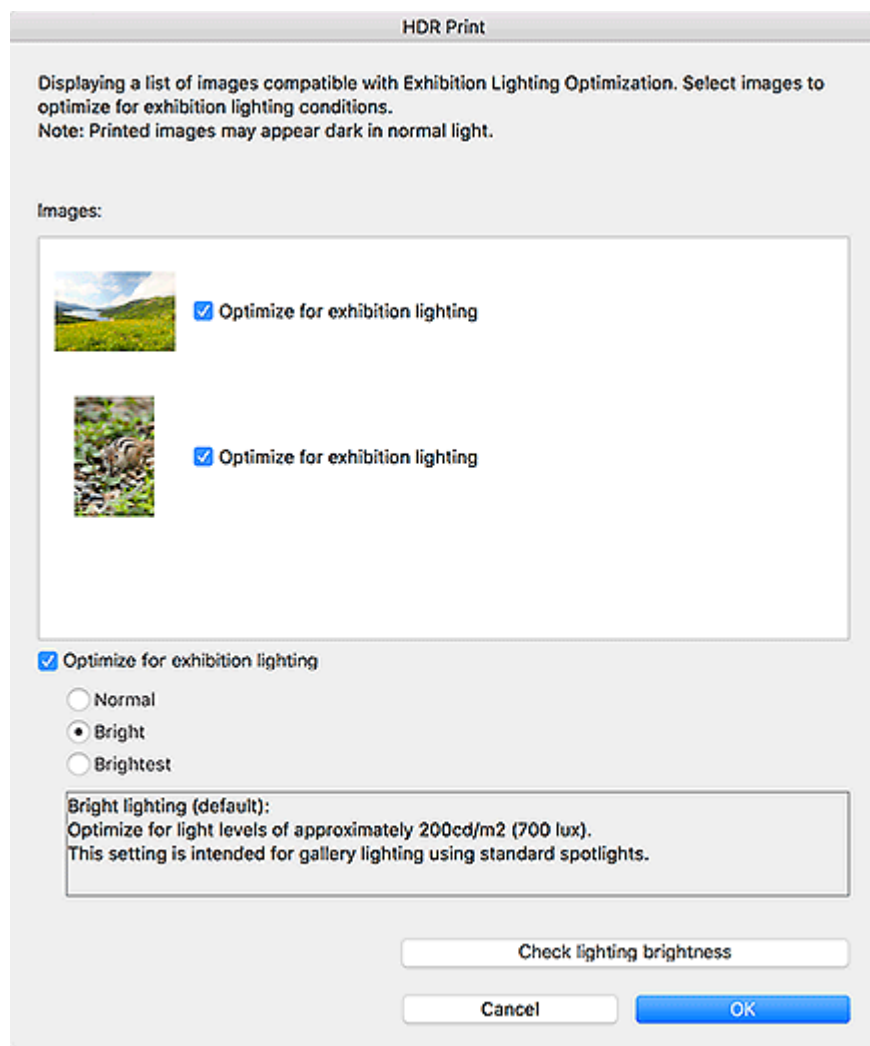 HDR Print
Displaying a list of images compatible with Exhibition Lighting Optimization. Select images to
optimize for exhibition lighting conditions.
Note: Printed images may appear dark in normal light.
Images:
Optimize for exhibition lighting
Optimize for exhibition lighting
Optimize for exhibition lighting
Normal
Bright
Brightest
Bright lighting (default):
Optimize for light levels of approximately 200cd/m2 (700 lux).
This setting is intended for gallery lighting using standard spotlights.
Check lighting brightness
Cancel
OK